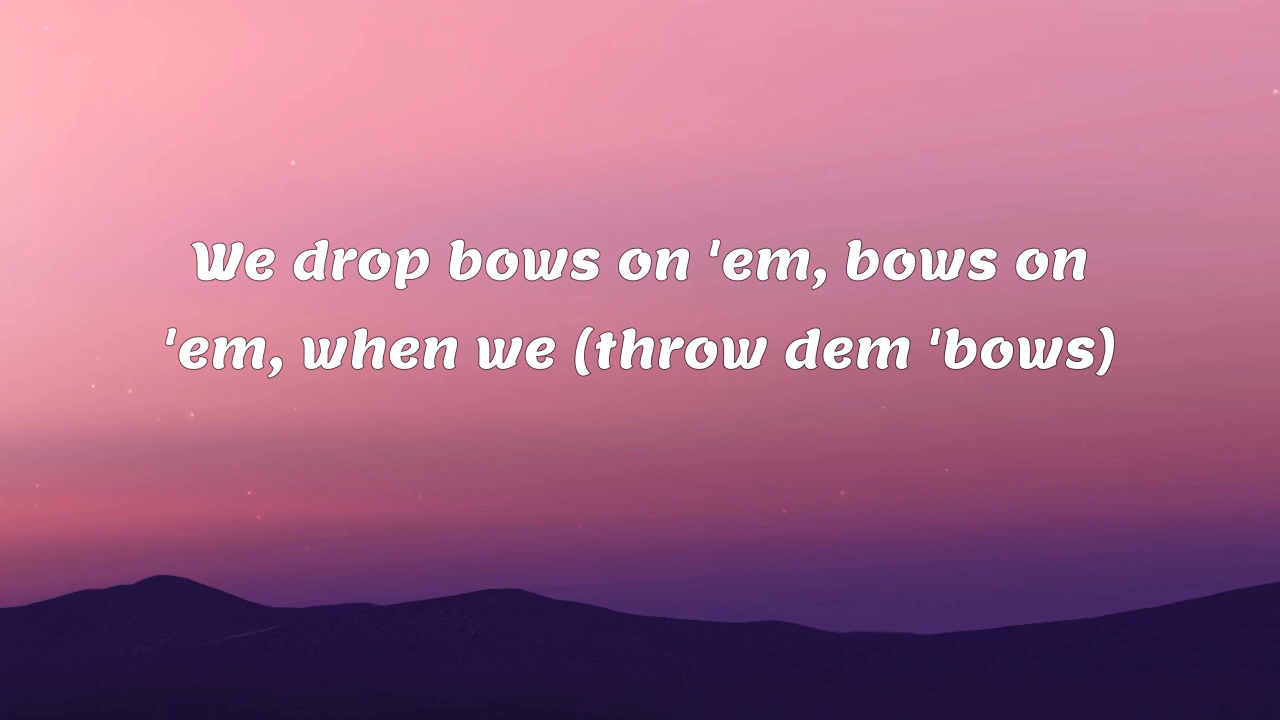 We drop bows on 'em, bows on
'em, when we (throw dem 'bows)